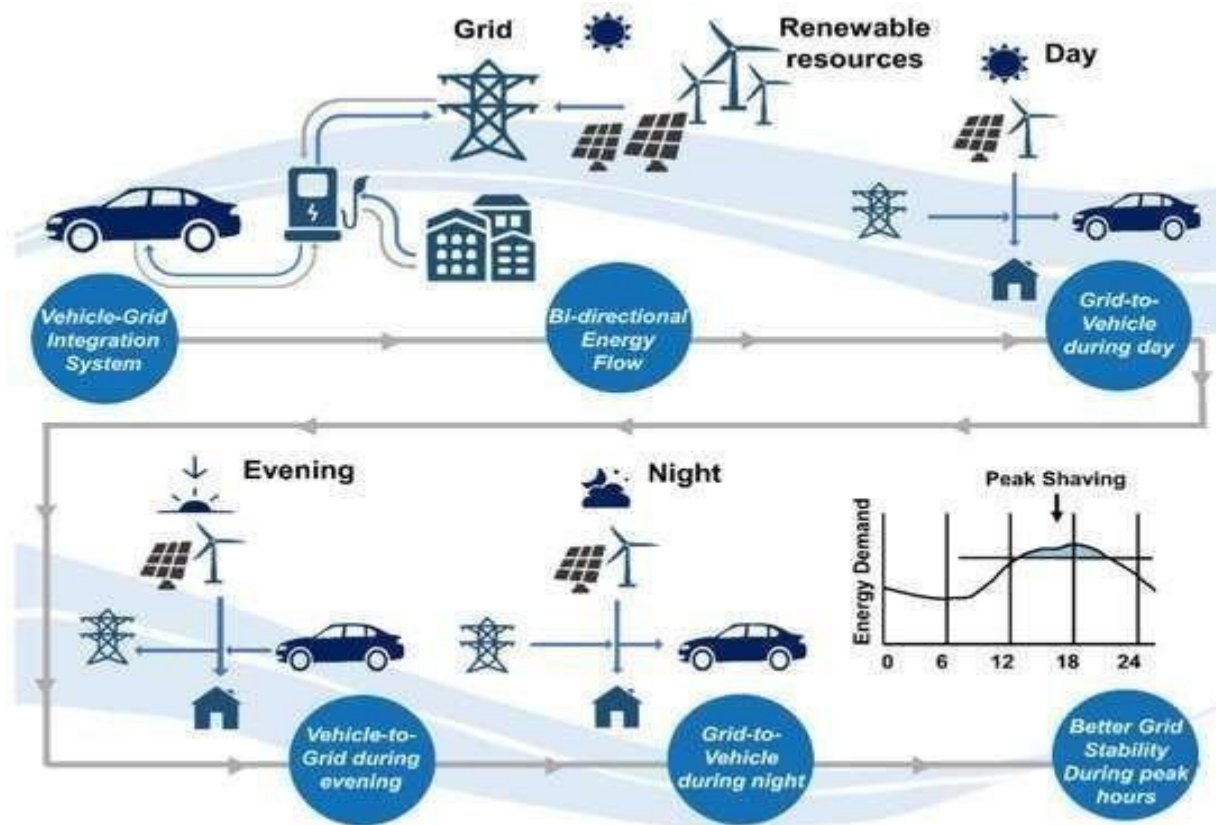 Grid
Renewable
resources
Day
Vehicle-Grid
Integration
System
Bi-directional
Energy
Flow
Grid-to-
Vehicle
during day
Evening
Night
Peak Shaving
Energy Demand
0 6 12 18 24
Vehicle-to-
Grid during
evening
Grid-to-
Vehicle
during night
Better Grid
Stability
During peak
hours